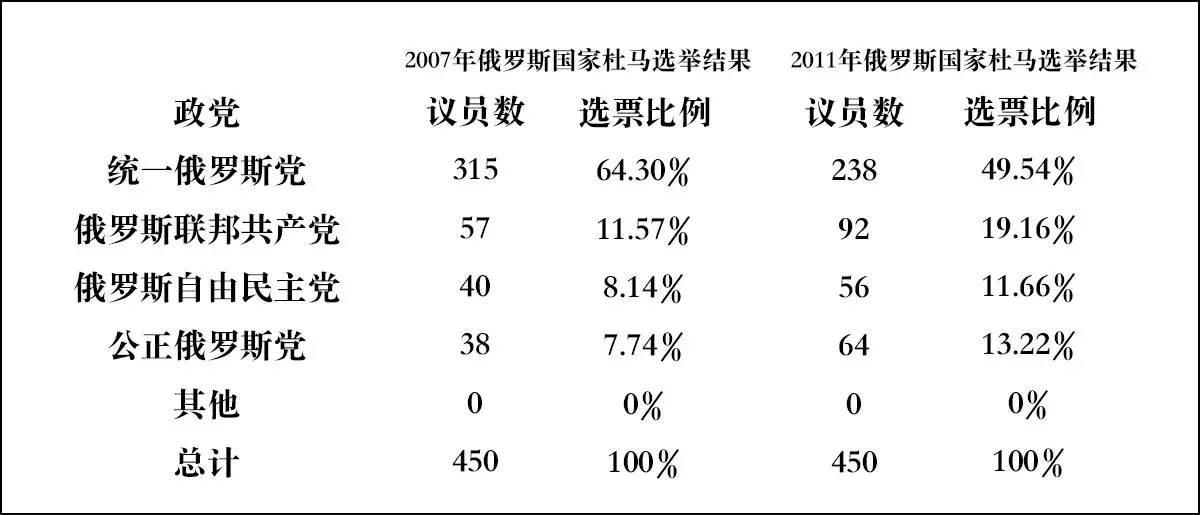 2007年俄罗斯国家杜马选举结果 2011年俄罗斯国家杜马选举结果
政党 议员数 选票比例 议员数 选票比例
统一俄罗斯党 315 64.30% 238 49.54%
俄罗斯联邦共产党 57 11.57% 92 19.16%
俄罗斯自由民主党 40 8.14% 56 11.66%
公正俄罗斯党 38 7.74% 64 13.22%
其他 0 0% 0 0%
总计 450 100% 450 100%